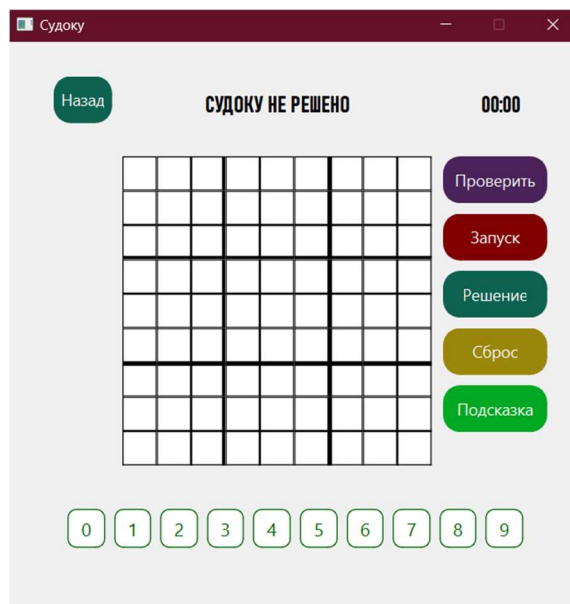 Судоку
Назад
СУДОКУ НЕ РЕШЕНО
00:00
Проверить
Запуск
Решение
Сброс
Подсказка
0 1 2 3 4 5 6 7 8 9